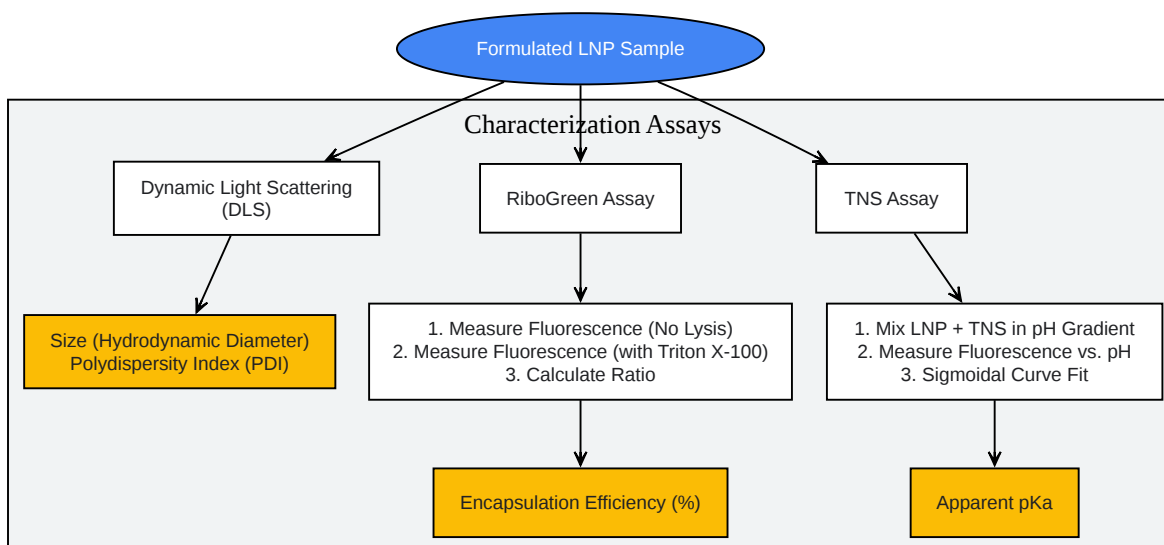 Formulated LNP Sample
Characterization Assays
Dynamic Light Scattering
(DLS)
RiboGreen Assay
TNS Assay
Size (Hydrodynamic Diameter)
Polydispersity Index (PDI)
1. Measure Fluorescence (No Lysis)
2. Measure Fluorescence (with Triton X-100)
3. Calculate Ratio
1. Mix LNP + TNS in pH Gradient
2. Measure Fluorescence vs. pH
3. Sigmoidal Curve Fit
Encapsulation Efficiency (%)
Apparent pKa